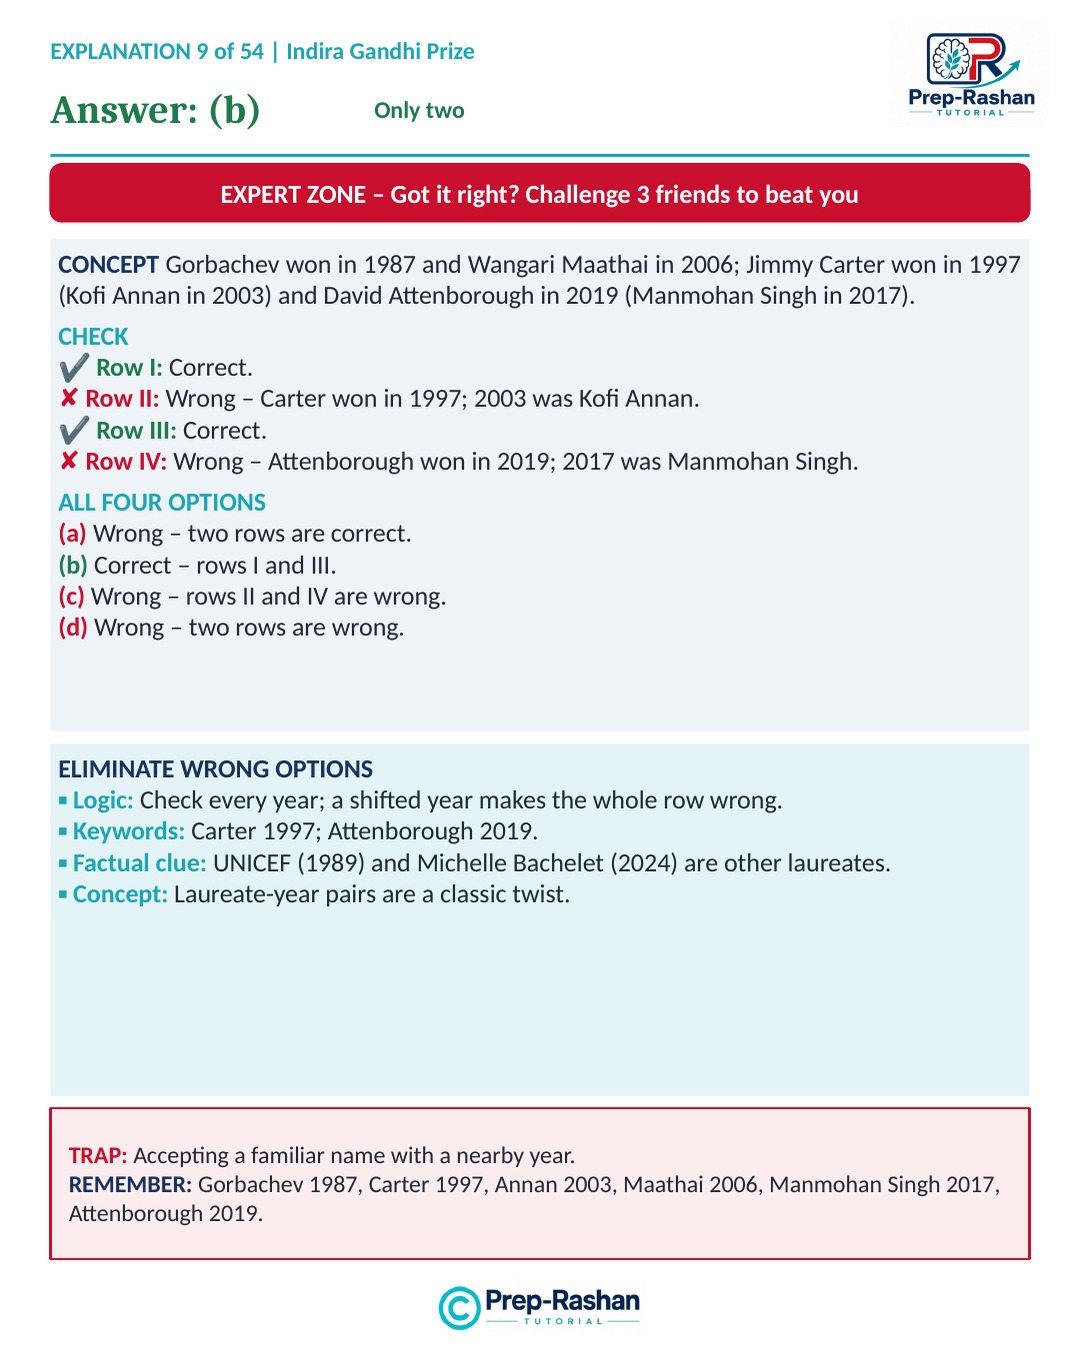 EXPLANATION 9 of 54 | Indira Gandhi Prize
Prep-Rashan
TUTORIAL
Answer: (b) Only two
EXPERT ZONE – Got it right? Challenge 3 friends to beat you
CONCEPT Gorbachev won in 1987 and Wangari Maathai in 2006; Jimmy Carter won in 1997
(Kofi Annan in 2003) and David Attenborough in 2019 (Manmohan Singh in 2017).
CHECK
✔ Row I: Correct.
✘ Row II: Wrong – Carter won in 1997; 2003 was Kofi Annan.
✔ Row III: Correct.
✘ Row IV: Wrong – Attenborough won in 2019; 2017 was Manmohan Singh.
ALL FOUR OPTIONS
(a) Wrong – two rows are correct.
(b) Correct – rows I and III.
(c) Wrong – rows II and IV are wrong.
(d) Wrong – two rows are wrong.
ELIMINATE WRONG OPTIONS
▪ Logic: Check every year; a shifted year makes the whole row wrong.
▪ Keywords: Carter 1997; Attenborough 2019.
▪ Factual clue: UNICEF (1989) and Michelle Bachelet (2024) are other laureates.
▪ Concept: Laureate-year pairs are a classic twist.
TRAP: Accepting a familiar name with a nearby year.
REMEMBER: Gorbachev 1987, Carter 1997, Annan 2003, Maathai 2006, Manmohan Singh 2017,
Attenborough 2019.
© Prep-Rashan
TUTORIAL